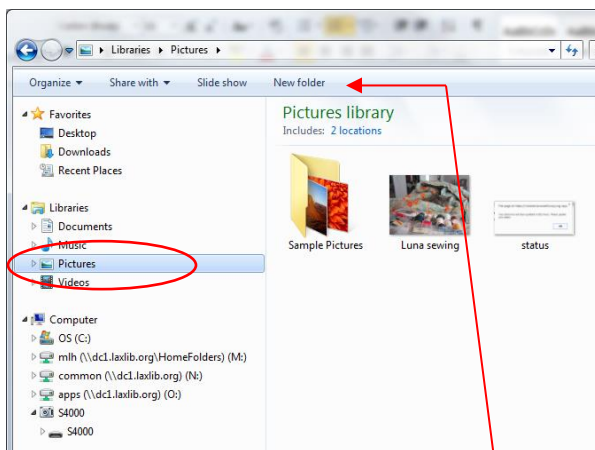 Libraries ▸ Pictures ▸
Organize ▾ Share with ▾ Slide show New folder
Favorites
Desktop
Downloads
Recent Places
Libraries
Documents
Music
Pictures
Videos
Computer
OS (C:)
mlh (\\dc1.laxlib.org\HomeFolders) (M:)
common (\\dc1.laxlib.org) (N:)
apps (\\dc1.laxlib.org) (O:)
S4000
S4000
Pictures library
Includes: 2 locations
Sample Pictures
Luna sewing
status